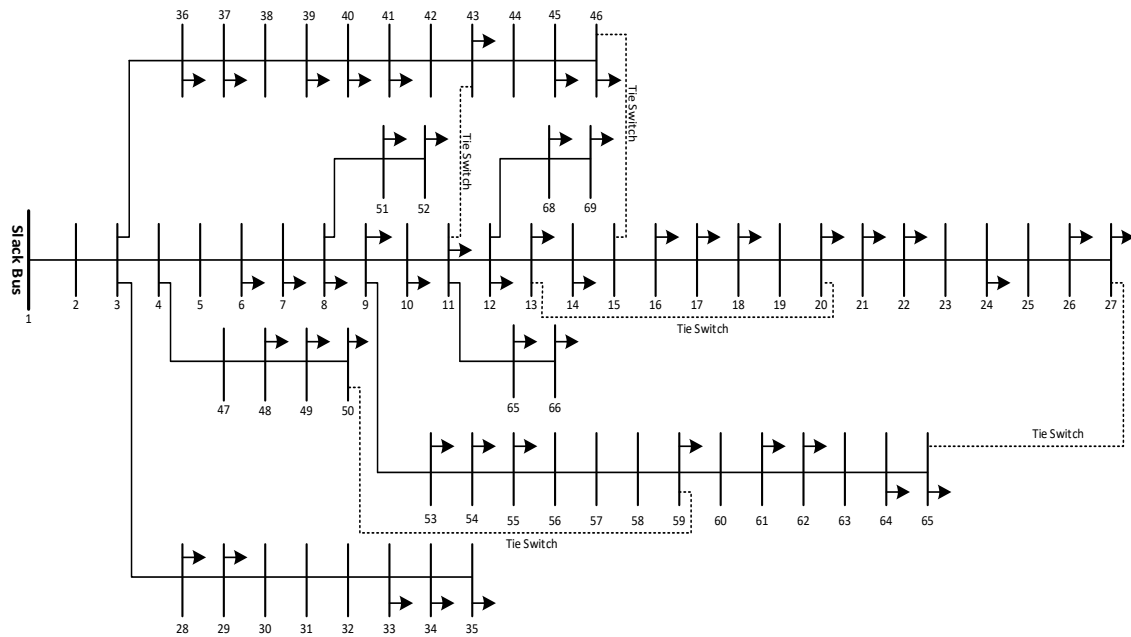 36 37 38 39 40 41 42 43 44 45 46
Tie Switch
Tie Switch
51 52 68 69
Slack Bus
1 2 3 4 5 6 7 8 9 10 11 12 13 14 15 16 17 18 19 20 21 22 23 24 25 26 27
Tie Switch
47 48 49 50 65 66
Tie Switch
53 54 55 56 57 58 59 60 61 62 63 64 65
Tie Switch
28 29 30 31 32 33 34 35